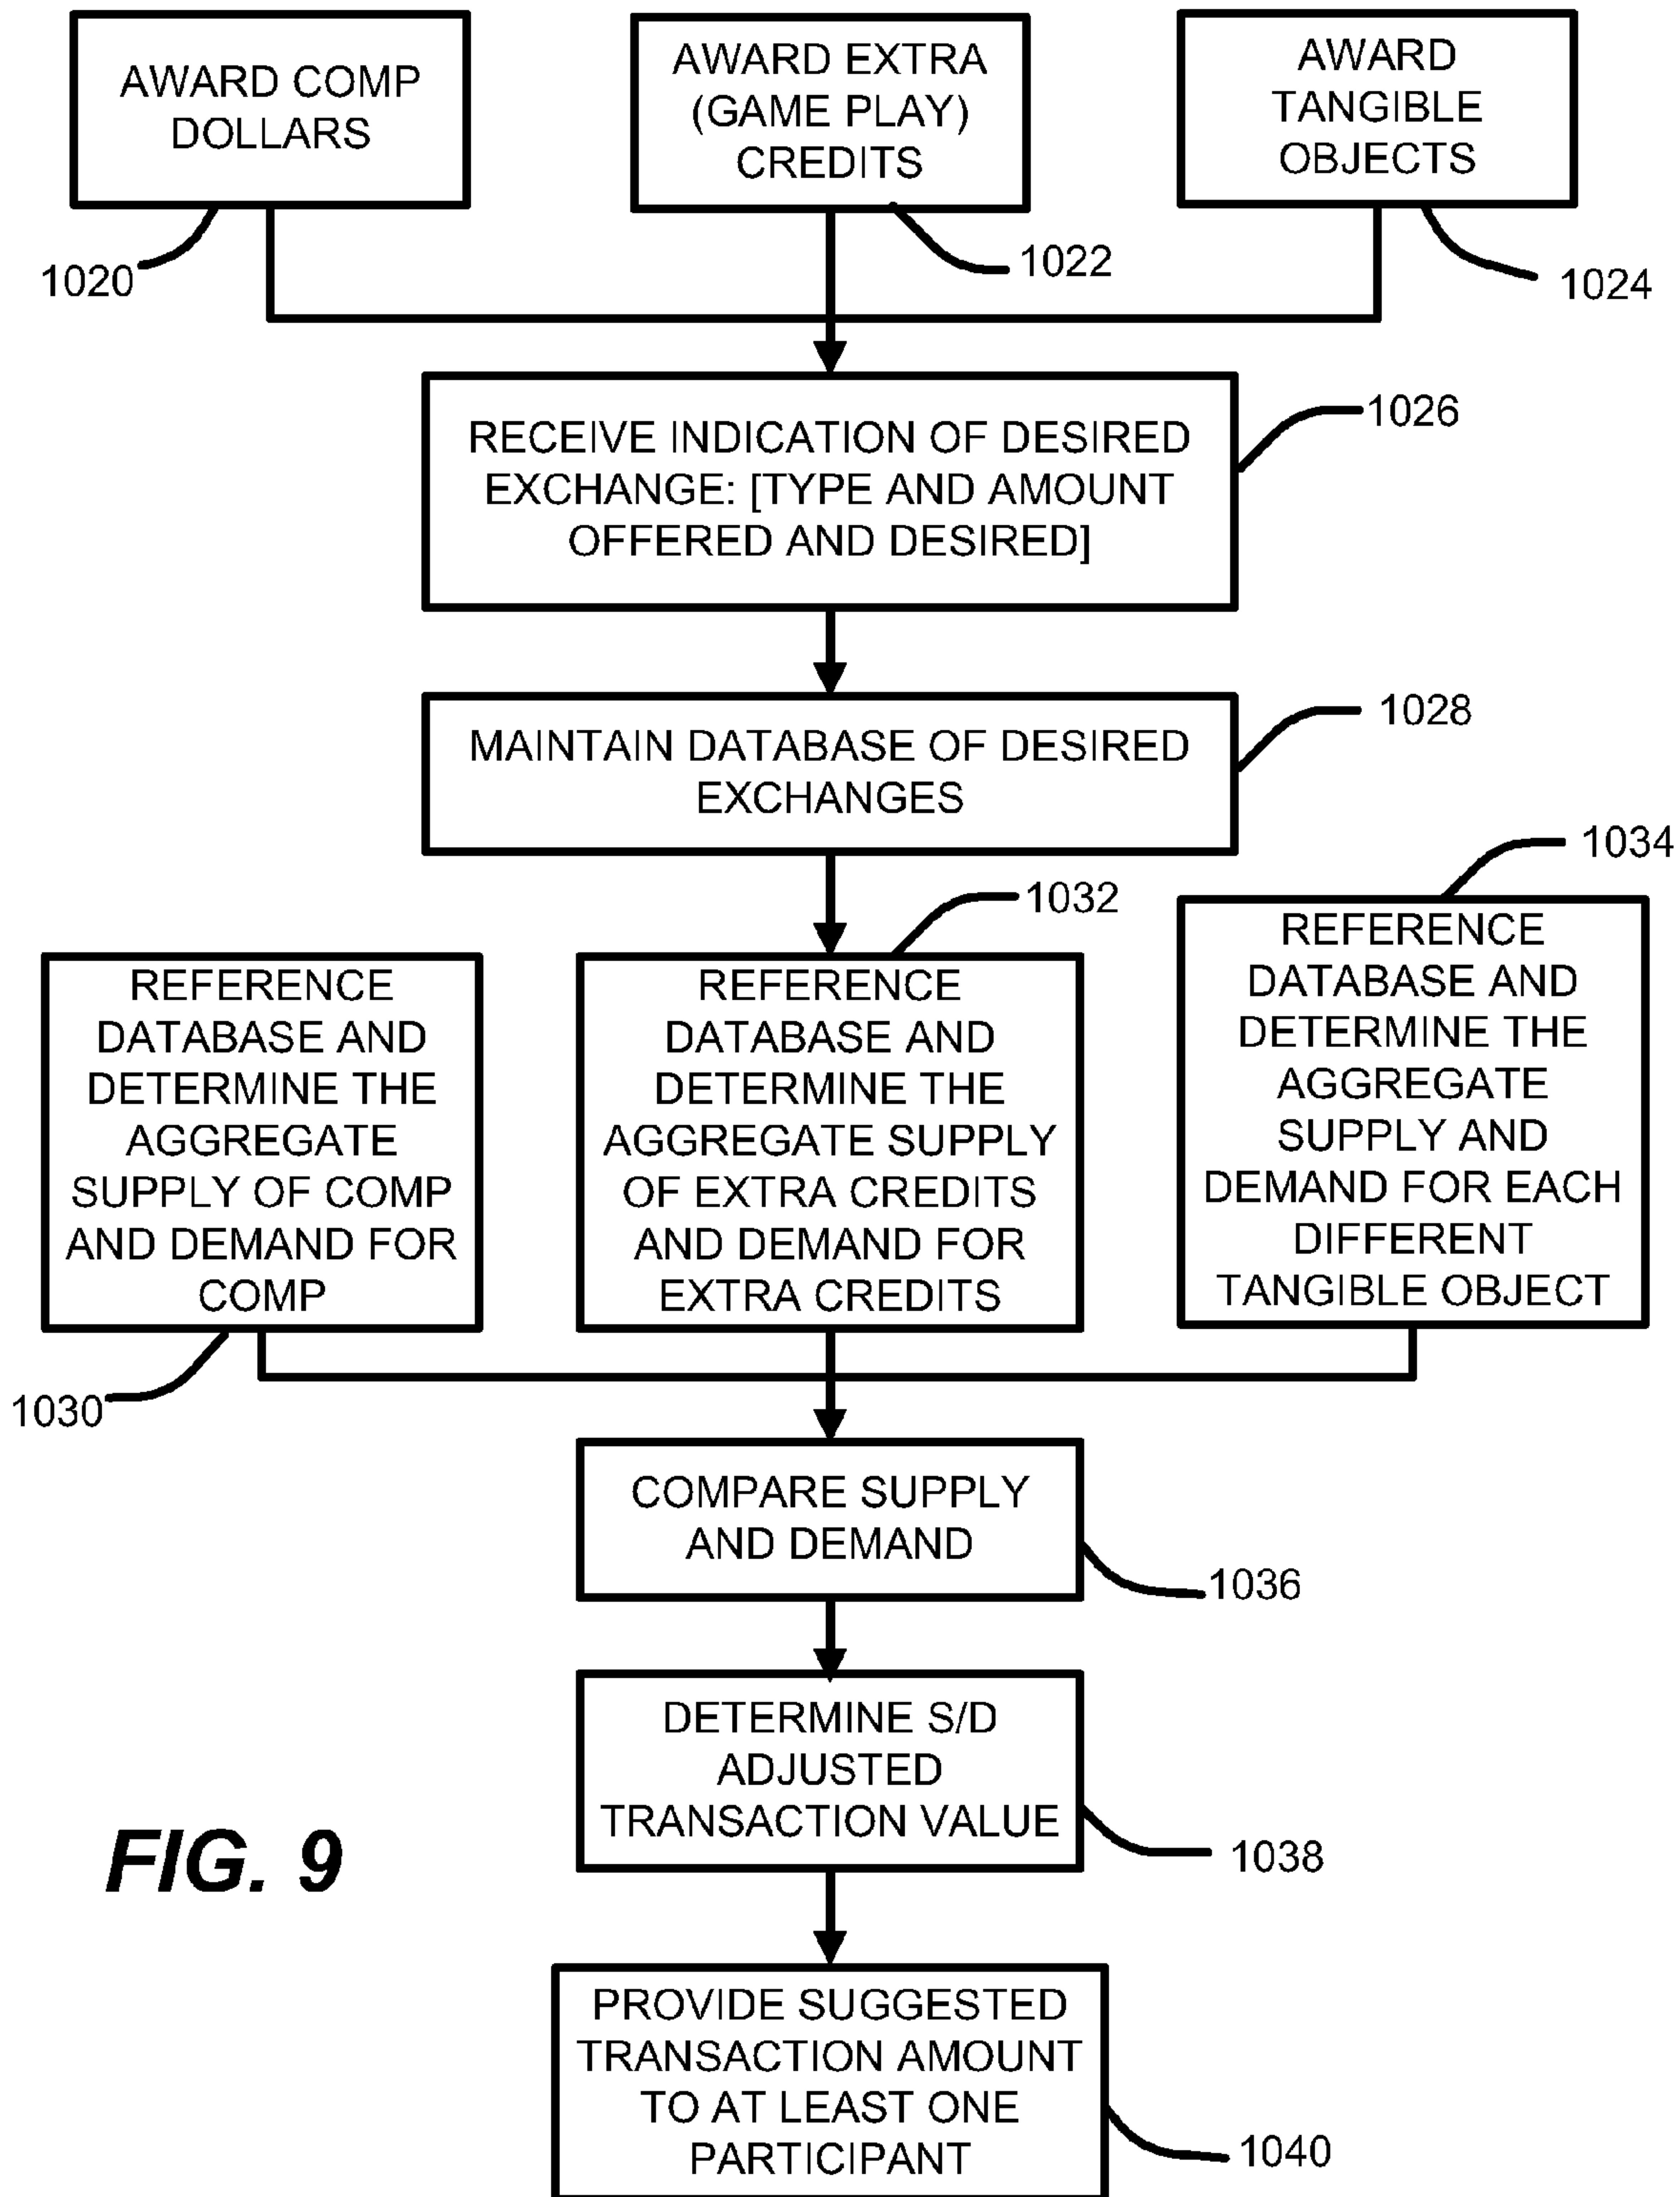 AWARD COMP
DOLLARS
AWARD EXTRA
(GAME PLAY)
CREDITS
AWARD
TANGIBLE
OBJECTS
1020
1022
1024
RECEIVE INDICATION OF DESIRED
EXCHANGE: [TYPE AND AMOUNT
OFFERED AND DESIRED]
1026
MAINTAIN DATABASE OF DESIRED
EXCHANGES
1028
1030
REFERENCE
DATABASE AND
DETERMINE THE
AGGREGATE
SUPPLY OF COMP
AND DEMAND FOR
COMP
1032
REFERENCE
DATABASE AND
DETERMINE THE
AGGREGATE SUPPLY
OF EXTRA CREDITS
AND DEMAND FOR
EXTRA CREDITS
1034
REFERENCE
DATABASE AND
DETERMINE THE
AGGREGATE
SUPPLY AND
DEMAND FOR EACH
DIFFERENT
TANGIBLE OBJECT
COMPARE SUPPLY
AND DEMAND
1036
DETERMINE S/D
ADJUSTED
TRANSACTION VALUE
1038
FIG. 9
PROVIDE SUGGESTED
TRANSACTION AMOUNT
TO AT LEAST ONE
PARTICIPANT
1040